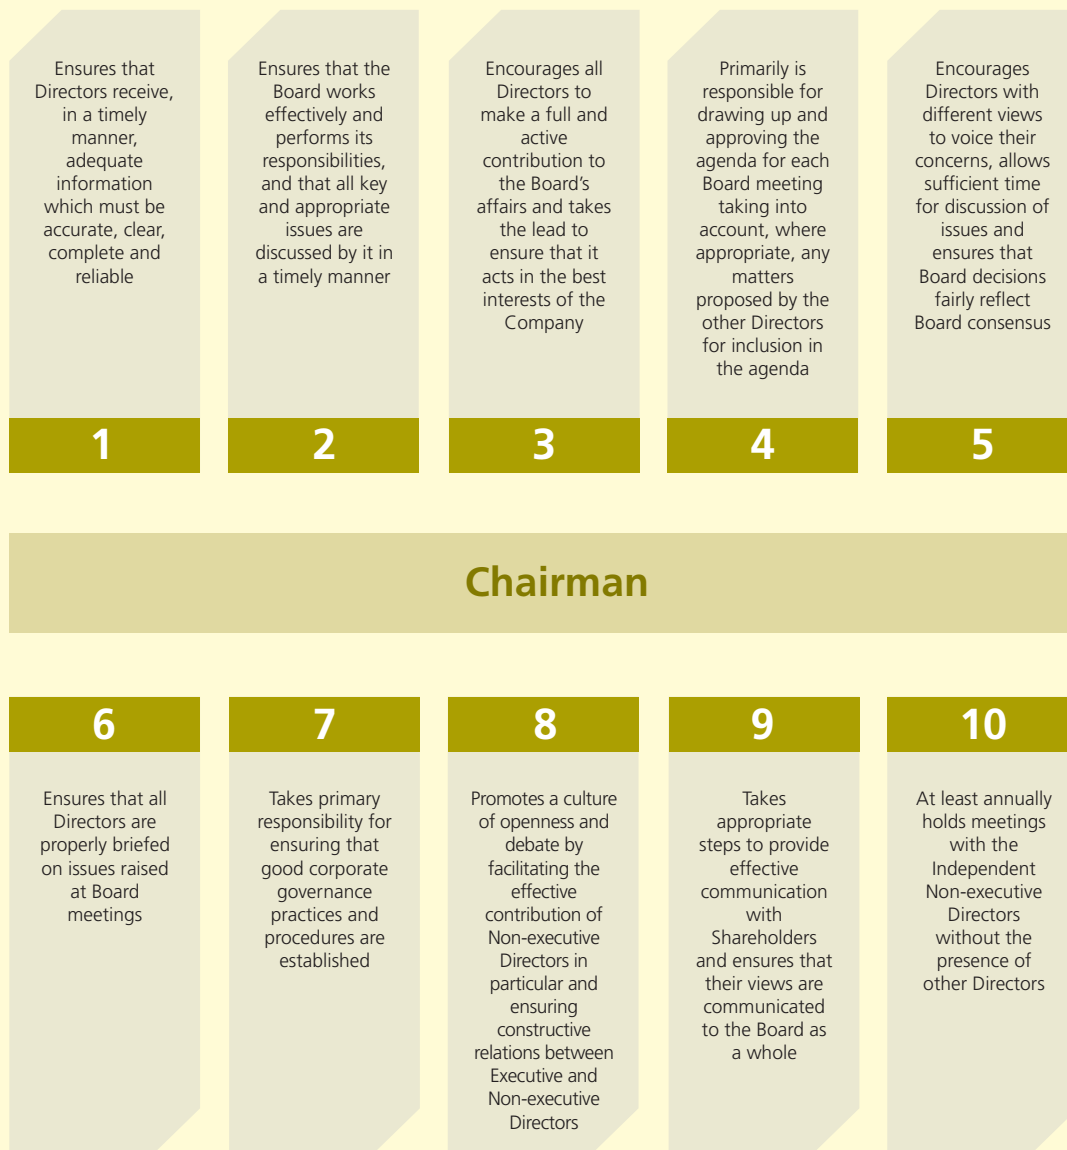 Ensures that
Directors receive,
in a timely
manner,
adequate
information
which must be
accurate, clear,
complete and
reliable
1
Ensures that the
Board works
effectively and
performs its
responsibilities,
and that all key
and appropriate
issues are
discussed by it in
a timely manner
2
Encourages all
Directors to
make a full and
active
contribution to
the Board’s
affairs and takes
the lead to
ensure that it
acts in the best
interests of the
Company
3
Primarily is
responsible for
drawing up and
approving the
agenda for each
Board meeting
taking into
account, where
appropriate, any
matters
proposed by the
other Directors
for inclusion in
the agenda
4
Encourages
Directors with
different views
to voice their
concerns, allows
sufficient time
for discussion of
issues and
ensures that
Board decisions
fairly reflect
Board consensus
5
Chairman
6
Ensures that all
Directors are
properly briefed
on issues raised
at Board
meetings
7
Takes primary
responsibility for
ensuring that
good corporate
governance
practices and
procedures are
established
8
Promotes a culture
of openness and
debate by
facilitating the
effective
contribution of
Non-executive
Directors in
particular and
ensuring
constructive
relations between
Executive and
Non-executive
Directors
9
Takes
appropriate
steps to provide
effective
communication
with
Shareholders
and ensures that
their views are
communicated
to the Board as
a whole
10
At least annually
holds meetings
with the
Independent
Non-executive
Directors
without the
presence of
other Directors